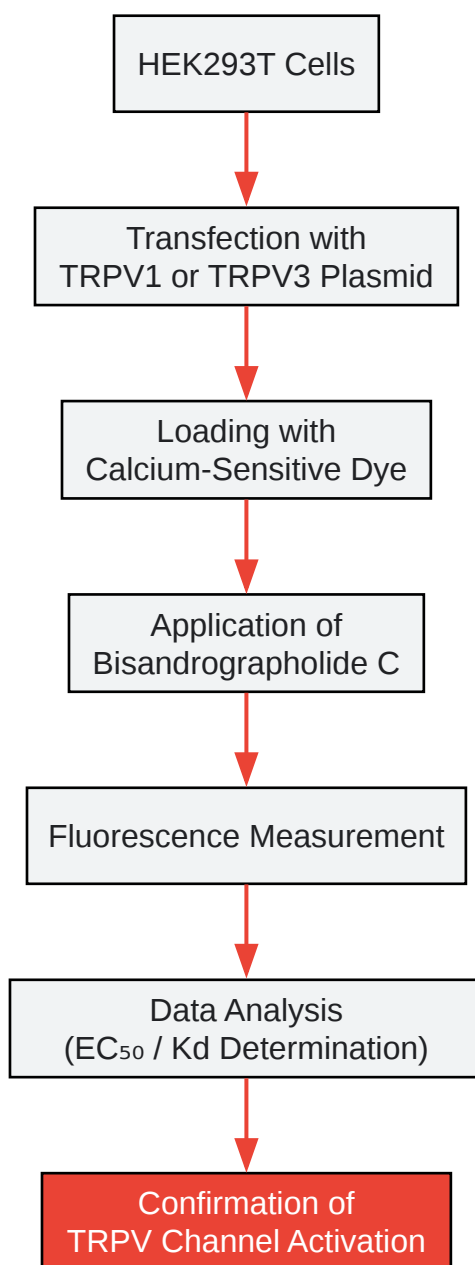 HEK293T Cells
Transfection with
TRPV1 or TRPV3 Plasmid
Loading with
Calcium-Sensitive Dye
Application of
Bisandrographolide C
Fluorescence Measurement
Data Analysis
(EC₅₀ / Kd Determination)
Confirmation of
TRPV Channel Activation